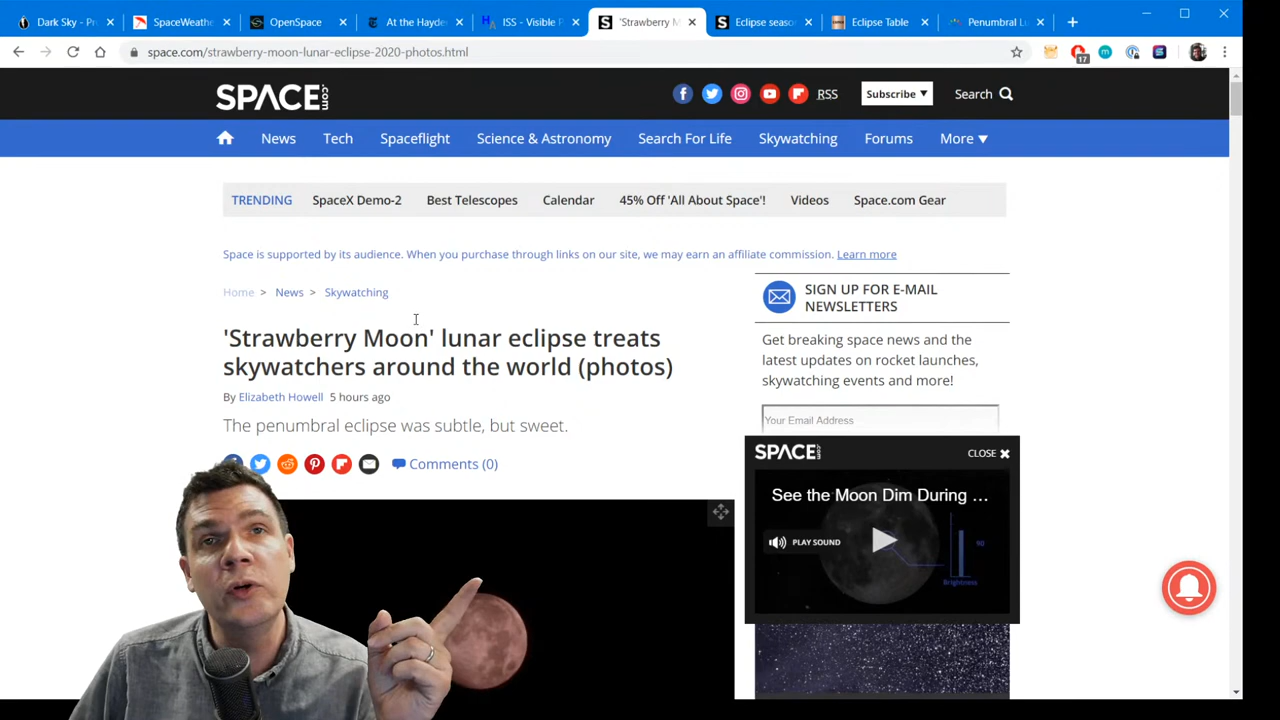 Dark Sky - P
SpaceWeathe
OpenSpace
At the Hayder
ISS - Visible P
'Strawberry M
Eclipse seaso
Eclipse Table
Penumbral Lu
space.com/strawberry-moon-lunar-eclipse-2020-photos.html
17
SPACE.com
RSS
Subscribe
Search
News
Tech
Spaceflight
Science & Astronomy
Search For Life
Skywatching
Forums
More
TRENDING
SpaceX Demo-2
Best Telescopes
Calendar
45% Off 'All About Space'!
Videos
Space.com Gear
Space is supported by its audience. When you purchase through links on our site, we may earn an affiliate commission. Learn more
Home > News > Skywatching
'Strawberry Moon' lunar eclipse treats
skywatchers around the world (photos)
By Elizabeth Howell 5 hours ago
The penumbral eclipse was subtle, but sweet.
Comments (0)
SIGN UP FOR E-MAIL
NEWSLETTERS
Get breaking space news and the
latest updates on rocket launches,
skywatching events and more!
Your Email Address
SPACE.com
CLOSE
See the Moon Dim During ...
PLAY SOUND
90
Brightness